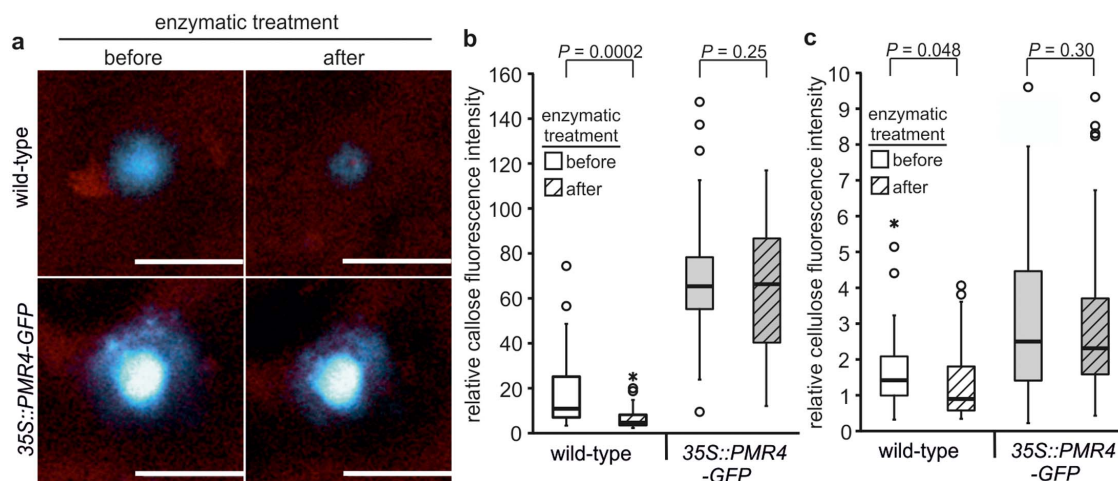 a
enzymatic treatment
before
after
wild-type
35S::PMR4-GFP
b
P = 0.0002
P = 0.25
relative callose fluorescence intensity
160
140
120
100
80
60
40
20
0
enzymatic
treatment
before
after
*
wild-type
35S::PMR4
-GFP
c
P = 0.048
P = 0.30
relative cellulose fluorescence intensity
10
9
8
7
6
5
4
3
2
1
0
enzymatic
treatment
before
after
*
wild-type
35S::PMR4
-GFP